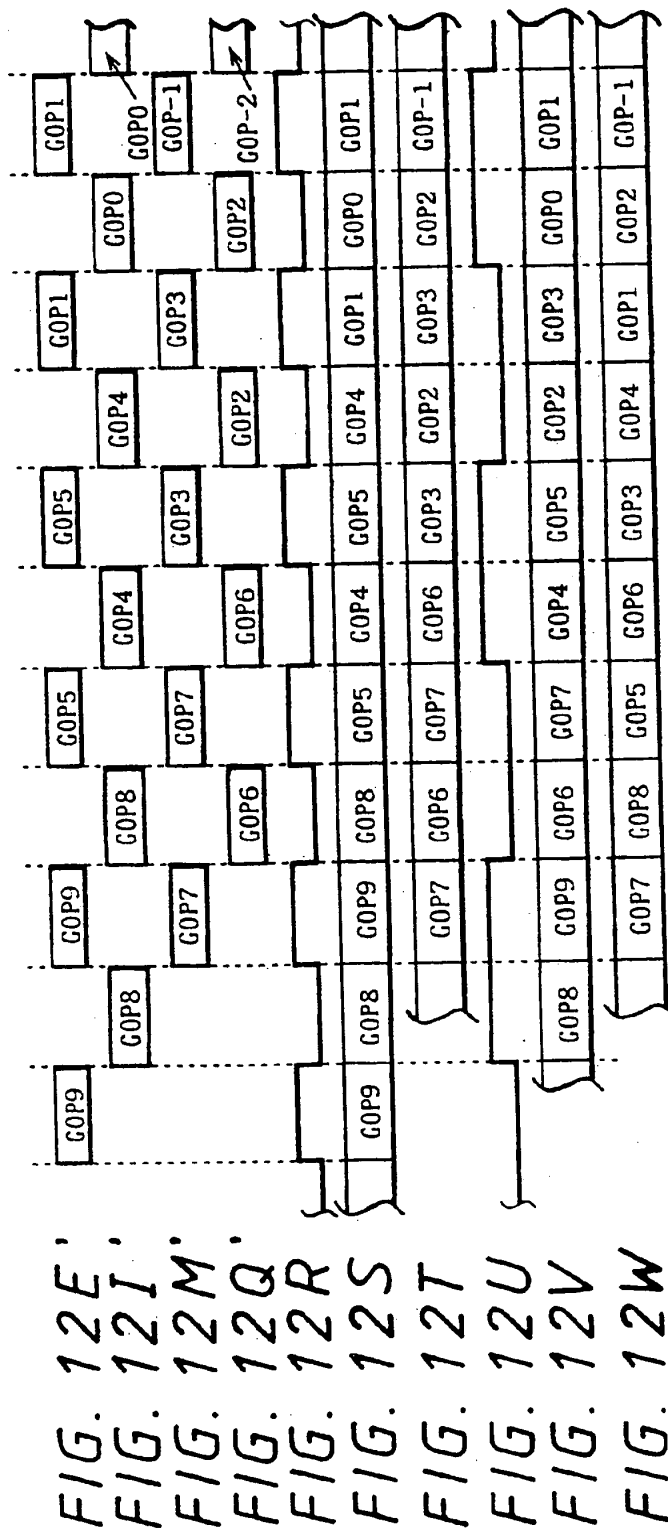 FIG. 12E' GOP9 GOP9 GOP5 GOP5 GOP1 GOP1
FIG. 12I' GOP8 GOP8 GOP4 GOP4 GOP0 GOP0
FIG. 12M' GOP7 GOP7 GOP3 GOP3 GOP-1
FIG. 12Q' GOP6 GOP6 GOP2 GOP2 GOP-2
FIG. 12R
FIG. 12S GOP9 GOP8 GOP9 GOP8 GOP5 GOP4 GOP5 GOP4 GOP1 GOP0 GOP1
FIG. 12T GOP7 GOP6 GOP7 GOP6 GOP3 GOP2 GOP3 GOP2 GOP-1
FIG. 12U
FIG. 12V GOP8 GOP9 GOP6 GOP7 GOP4 GOP5 GOP2 GOP3 GOP0 GOP1
FIG. 12W GOP7 GOP8 GOP5 GOP6 GOP3 GOP4 GOP1 GOP2 GOP-1